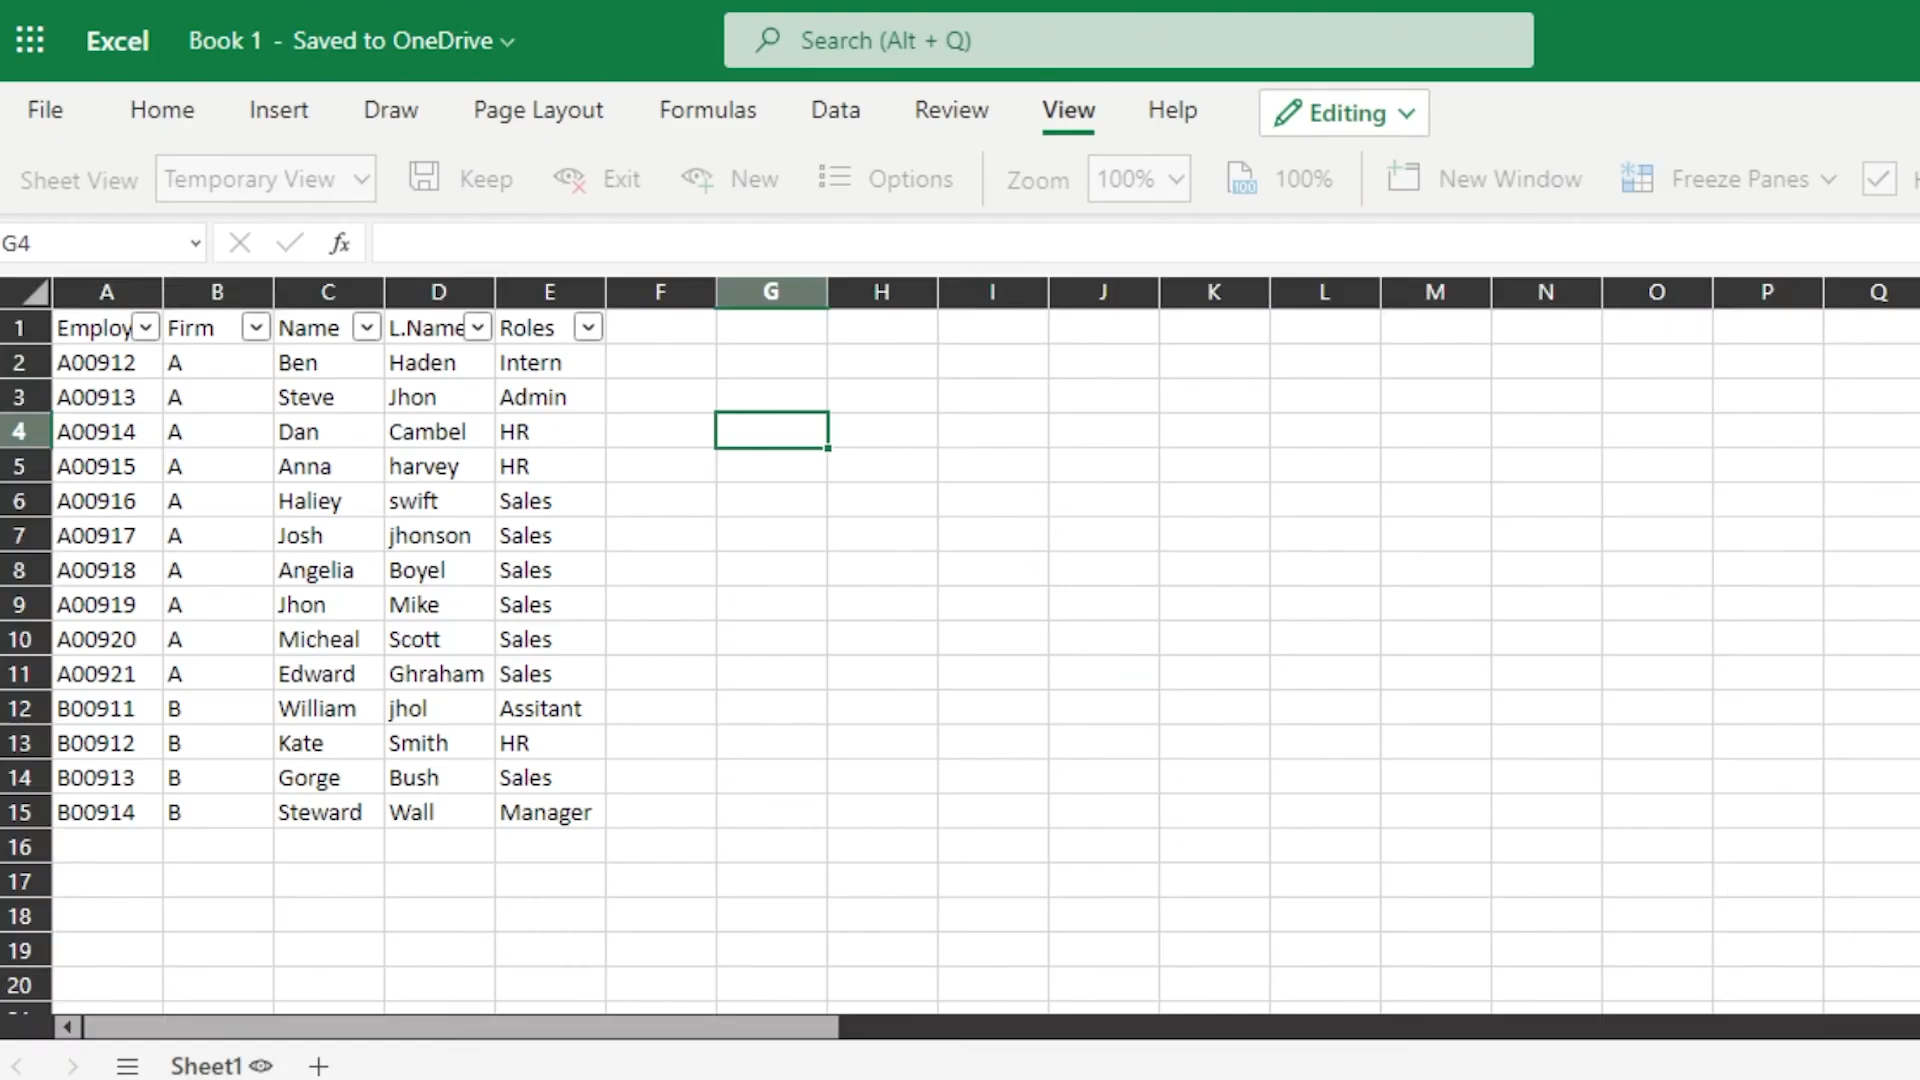 Excel Book 1 - Saved to OneDrive Search (Alt + Q)
File Home Insert Draw Page Layout Formulas Data Review View Help Editing
Sheet View Temporary View Keep Exit New Options Zoom 100% 100% New Window Freeze Panes
G4 fx
A B C D E F G H I J K L M N O P Q
1 Employ Firm Name L.Name Roles
2 A00912 A Ben Haden Intern
3 A00913 A Steve Jhon Admin
4 A00914 A Dan Cambel HR
5 A00915 A Anna harvey HR
6 A00916 A Haliey swift Sales
7 A00917 A Josh jhonson Sales
8 A00918 A Angelia Boyel Sales
9 A00919 A Jhon Mike Sales
10 A00920 A Micheal Scott Sales
11 A00921 A Edward Ghraham Sales
12 B00911 B William jhol Assitant
13 B00912 B Kate Smith HR
14 B00913 B Gorge Bush Sales
15 B00914 B Steward Wall Manager
16
17
18
19
20
Sheet1